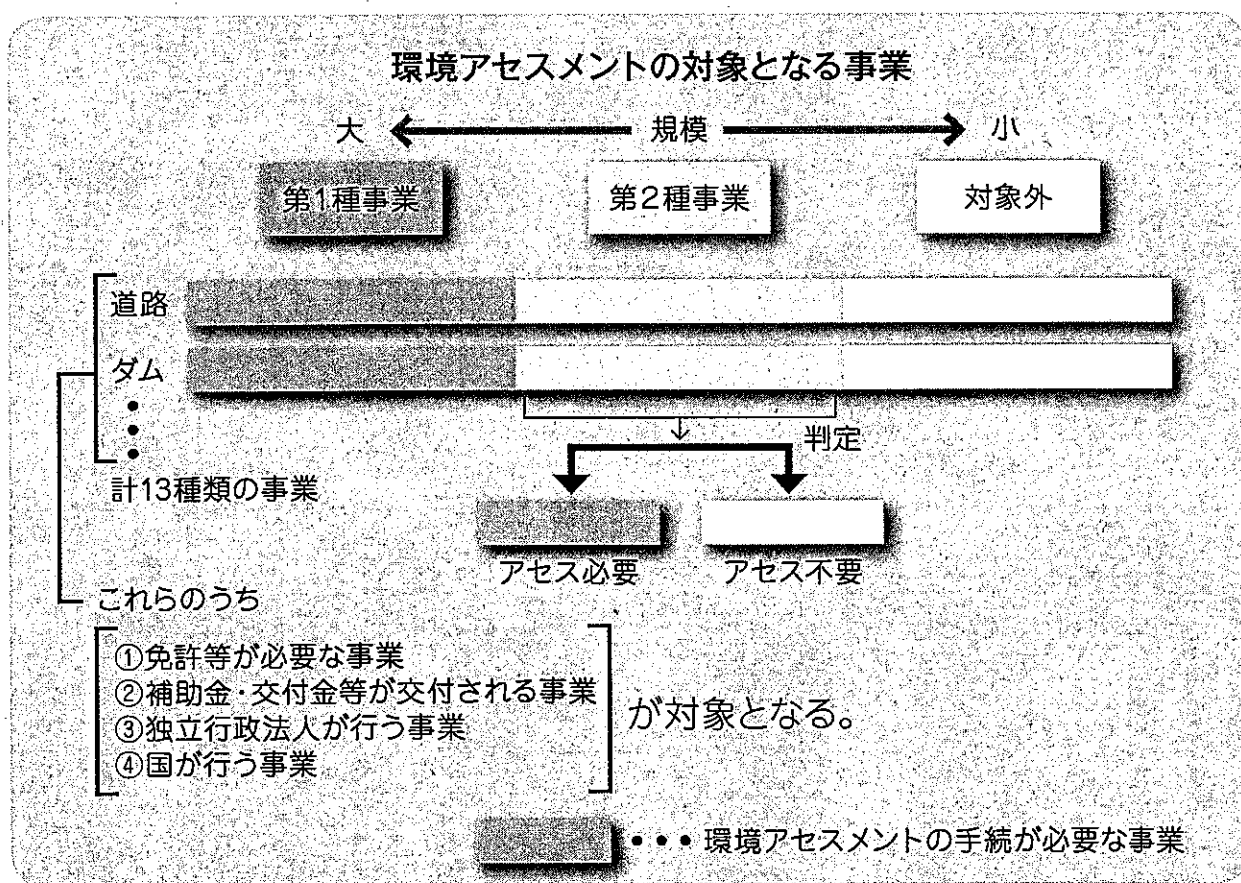 環境アセスメントの対象となる事業
大 規模 小
第1種事業 第2種事業 対象外
道路
ダム
・
・
・
判定
計13種類の事業
アセス必要 アセス不要
これらのうち
①免許等が必要な事業
②補助金・交付金等が交付される事業
③独立行政法人が行う事業
④国が行う事業
が対象となる。
・・・環境アセスメントの手続が必要な事業